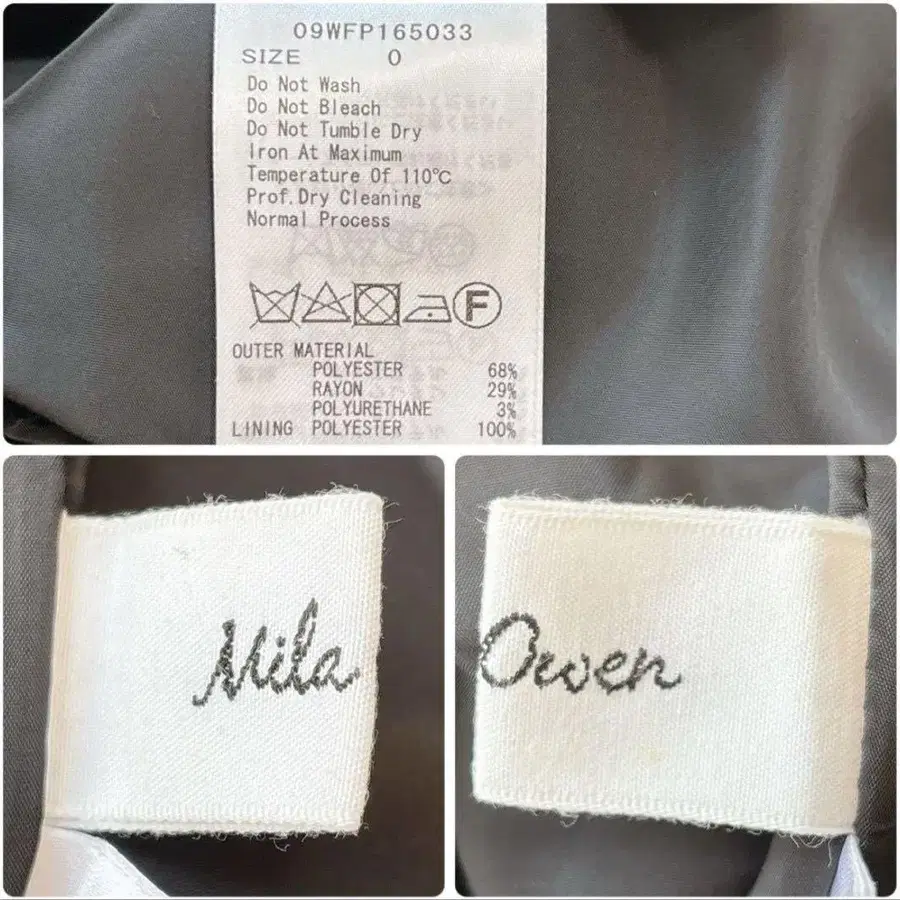 09WFP165033
SIZE 0
Do Not Wash
Do Not Bleach
Do Not Tumble Dry
Iron At Maximum
Temperature Of 110℃
Prof.Dry Cleaning
Normal Process
F
OUTER MATERIAL
POLYESTER 68%
RAYON 29%
POLYURETHANE 3%
LINING POLYESTER 100%
Mila
Owen